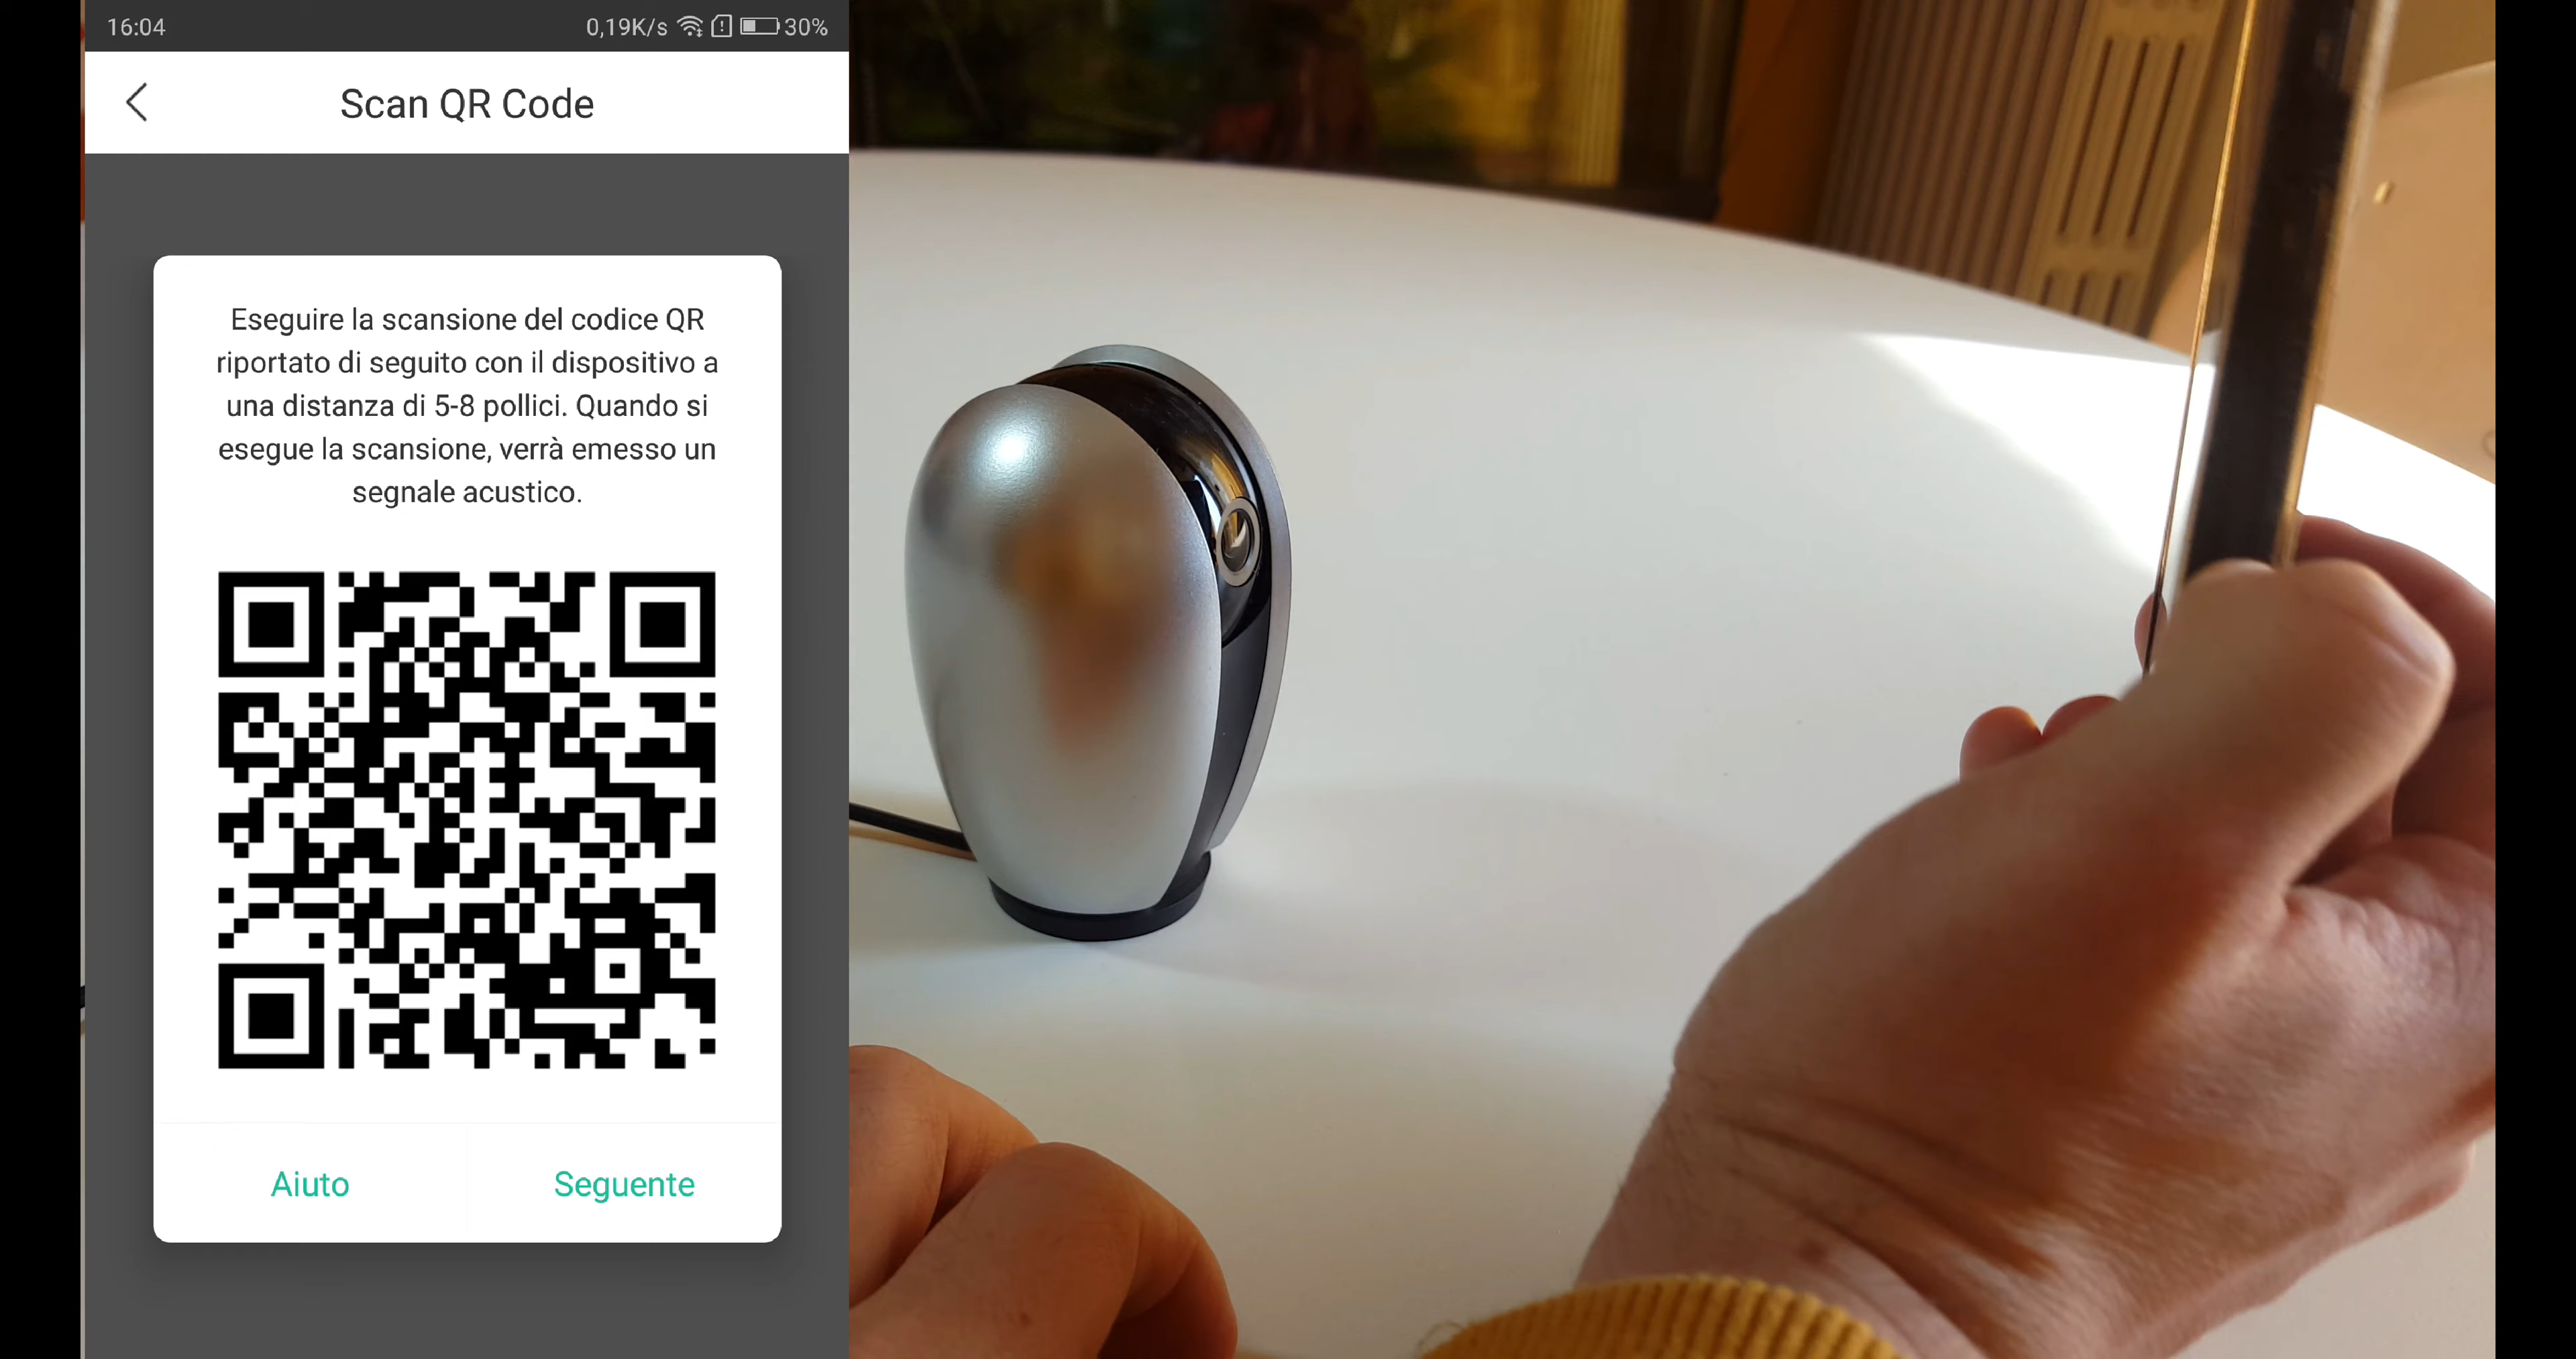 16:04
0,19K/s
30%
Scan QR Code
Eseguire la scansione del codice QR
riportato di seguito con il dispositivo a
una distanza di 5-8 pollici. Quando si
esegue la scansione, verrà emesso un
segnale acustico.
Aiuto
Seguente